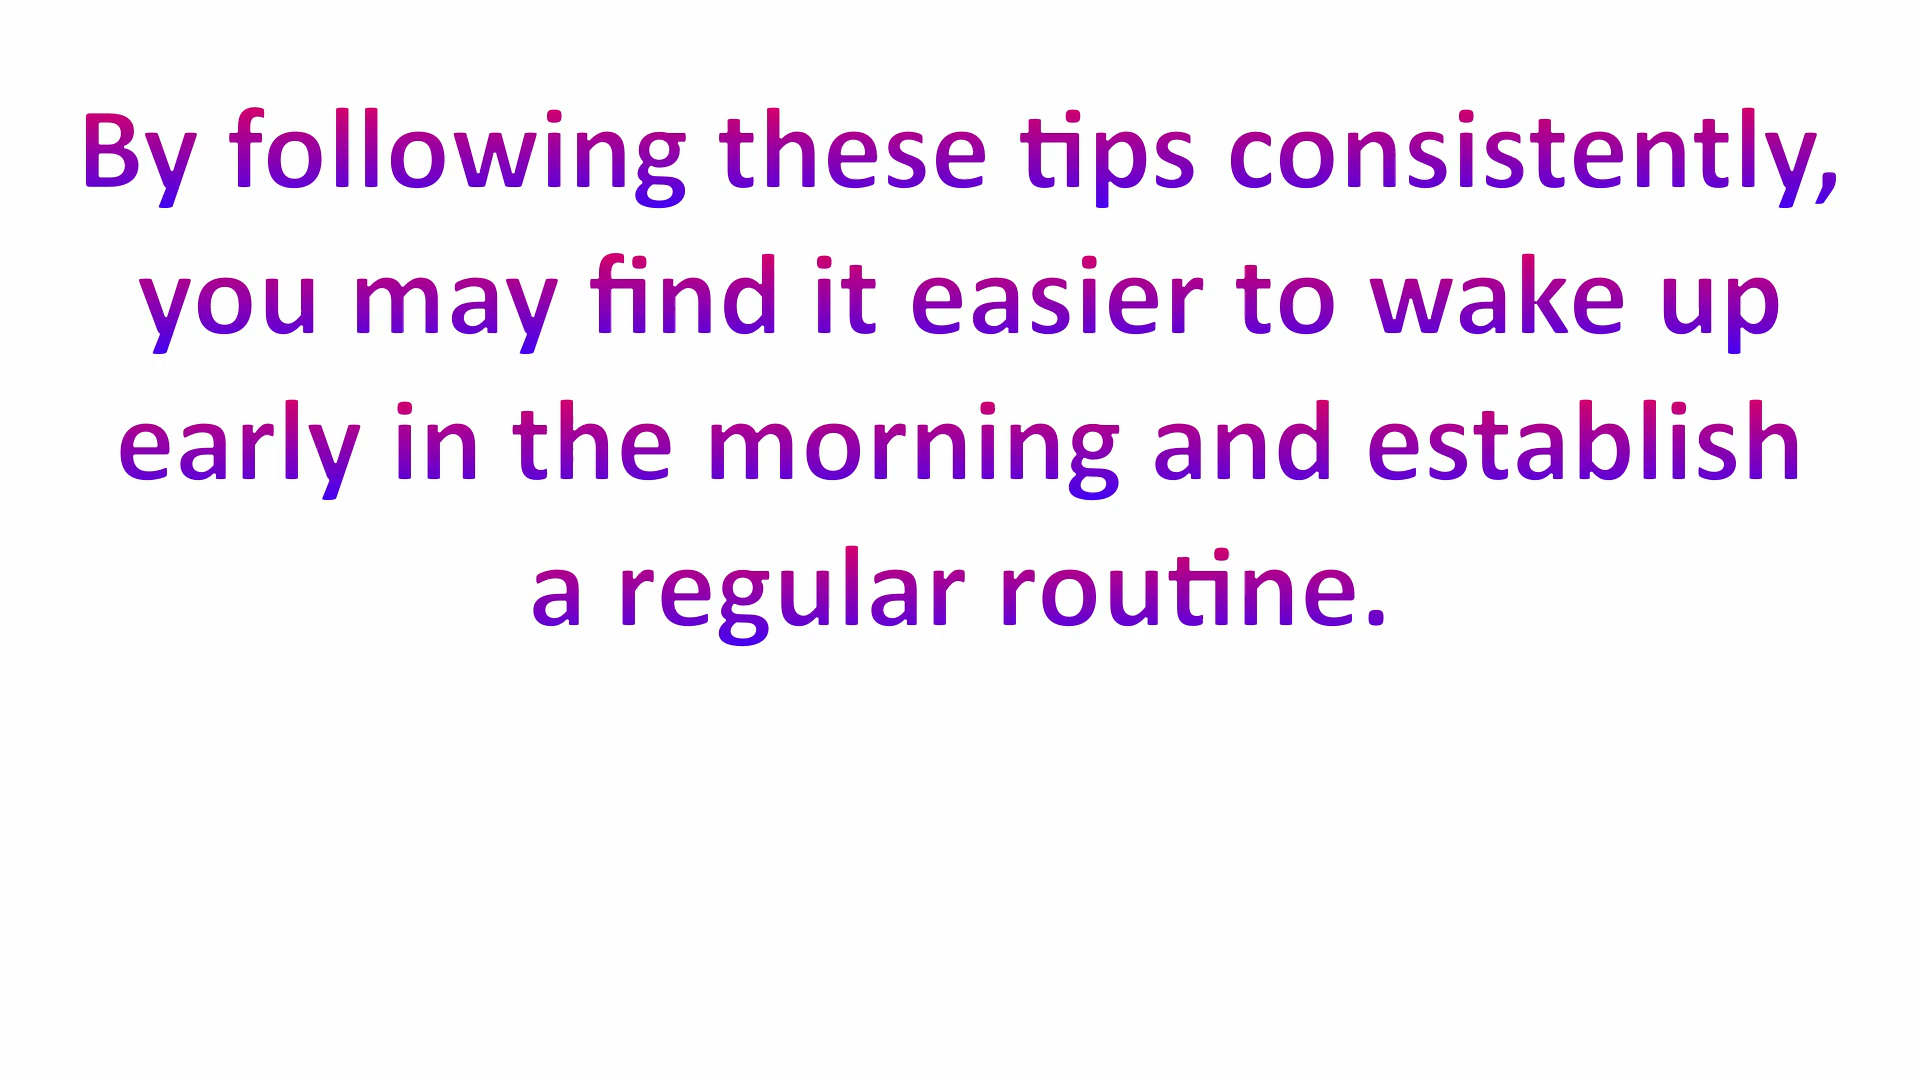 By following these tips consistently,
you may find it easier to wake up
early in the morning and establish
a regular routine.